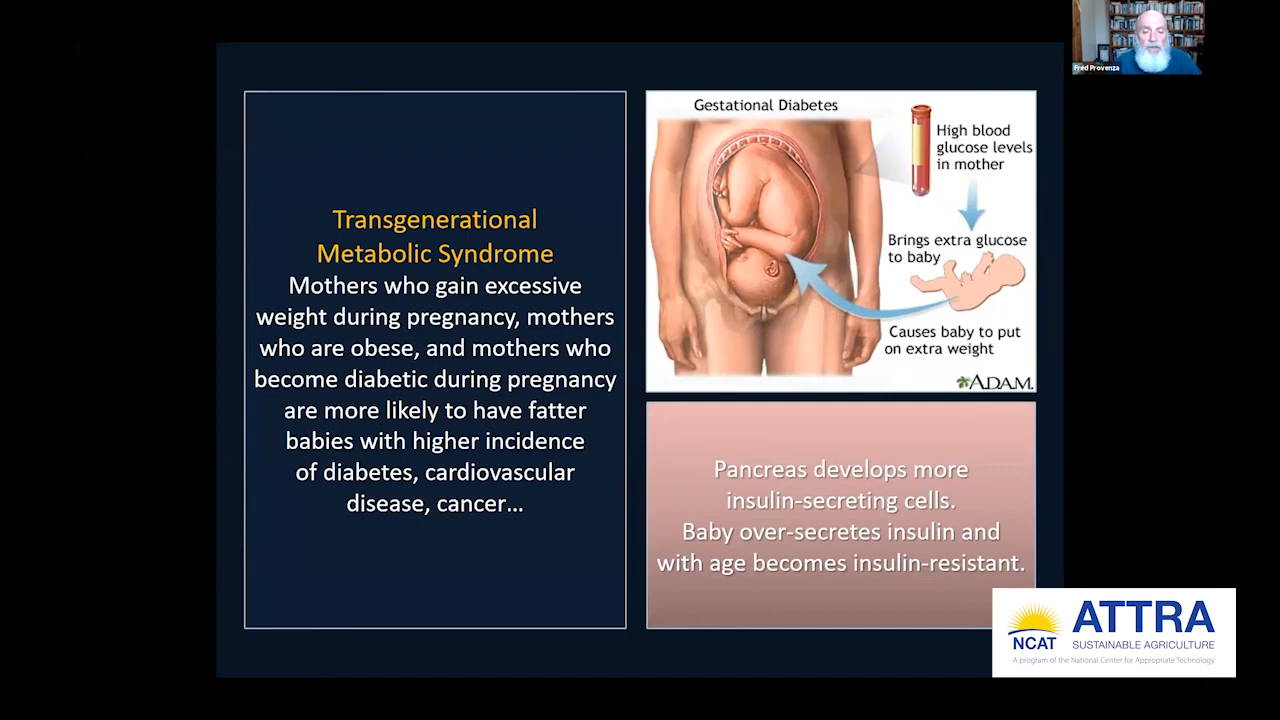 Fred Provenza
Transgenerational
Metabolic Syndrome
Mothers who gain excessive
weight during pregnancy, mothers
who are obese, and mothers who
become diabetic during pregnancy
are more likely to have fatter
babies with higher incidence
of diabetes, cardiovascular
disease, cancer…
Gestational Diabetes
High blood
glucose levels
in mother
Brings extra glucose
to baby
Causes baby to put
on extra weight
ADAM.
Pancreas develops more
insulin-secreting cells.
Baby over-secretes insulin and
with age becomes insulin-resistant.
NCAT
ATTRA
SUSTAINABLE AGRICULTURE
A program of the National Center for Appropriate Technology